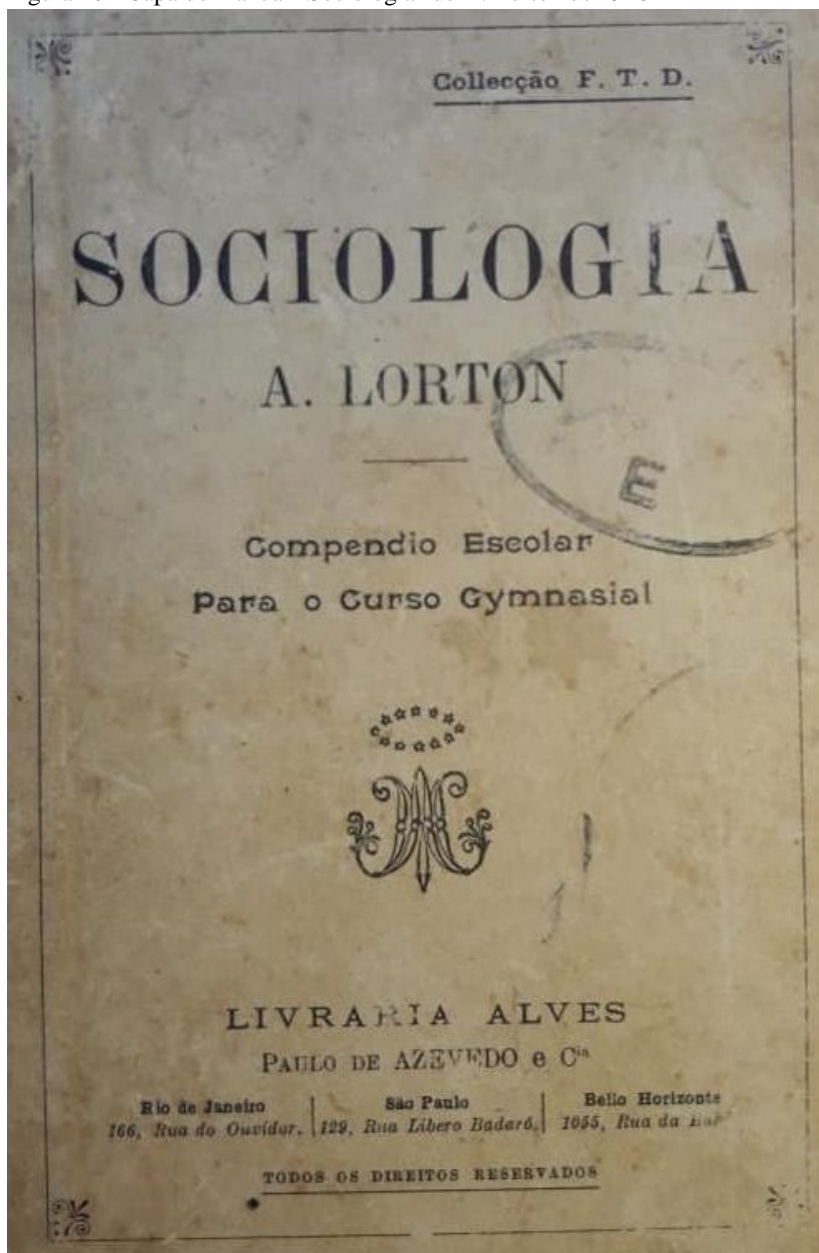 Collecção F. T. D.
SOCIOLOGIA
A. LORTON
Compendio Escolar
Para o Curso Gymnasial
LIVRARIA ALVES
PAULO DE AZEVEDO e Cia
Rio de Janeiro
166, Rua do Ouvidor.
São Paulo
129, Rua Libero Badaró.
Bello Horizonte
1055, Rua da
TODOS OS DIREITOS RESERVADOS
E